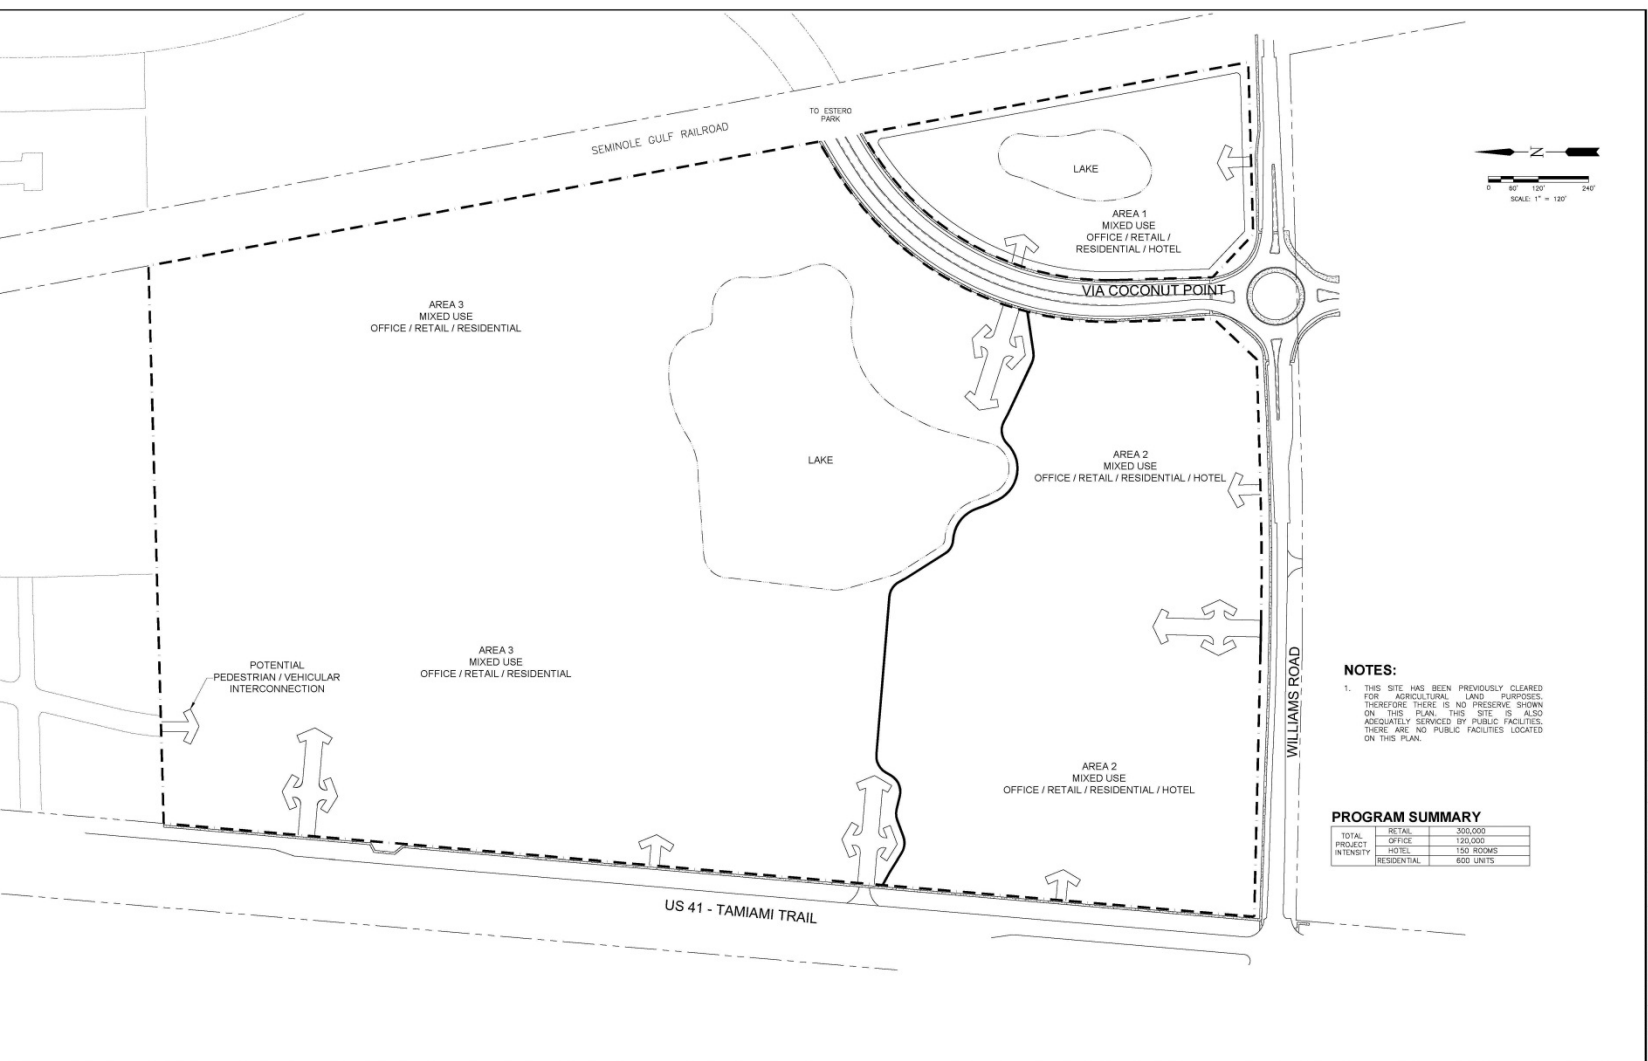 TO ESTERO
PARK
SEMINOLE GULF RAILROAD
LAKE
N
0 60' 120' 240'
SCALE: 1" = 120'
AREA 1
MIXED USE
OFFICE / RETAIL /
RESIDENTIAL / HOTEL
VIA COCONUT POINT
AREA 3
MIXED USE
OFFICE / RETAIL / RESIDENTIAL
LAKE
AREA 2
MIXED USE
OFFICE / RETAIL / RESIDENTIAL / HOTEL
AREA 3
MIXED USE
OFFICE / RETAIL / RESIDENTIAL
POTENTIAL
PEDESTRIAN / VEHICULAR
INTERCONNECTION
WILLIAMS ROAD
AREA 2
MIXED USE
OFFICE / RETAIL / RESIDENTIAL / HOTEL
US 41 - TAMIAMI TRAIL
NOTES:
1. THIS SITE HAS BEEN PREVIOUSLY CLEARED
FOR AGRICULTURAL LAND PURPOSES.
THEREFORE THERE IS NO PRESERVE SHOWN
ON THIS PLAN. THIS SITE IS ALSO
ADEQUATELY SERVICED BY PUBLIC FACILITIES.
THERE ARE NO PUBLIC FACILITIES LOCATED
ON THIS PLAN.
PROGRAM SUMMARY
TOTAL
PROJECT
INTENSITY
RETAIL 300,000
OFFICE 120,000
HOTEL 150 ROOMS
RESIDENTIAL 600 UNITS